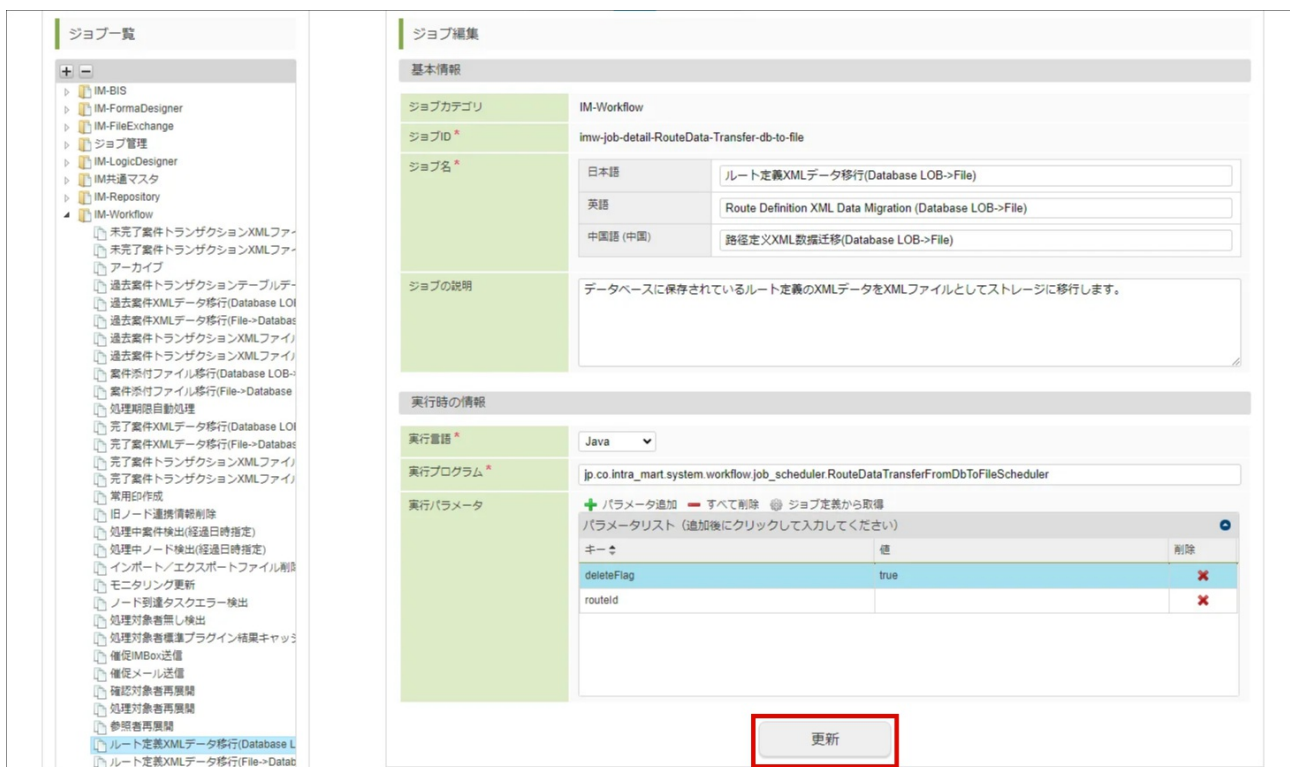 ジョブ一覧
IM-BIS
IM-FormaDesigner
IM-FileExchange
ジョブ管理
IM-LogicDesigner
IM共通マスタ
IM-Repository
IM-Workflow
未完了案件トランザクションXMLファ
未完了案件トランザクションXMLファ
アーカイブ
過去案件トランザクションテーブルデー
過去案件XMLデータ移行(Database LO
過去案件XMLデータ移行(File->Databas
過去案件トランザクションXMLファイル
過去案件トランザクションXMLファイ
案件添付ファイル移行(Database LOB-
案件添付ファイル移行(File->Database
処理期限自動処理
完了案件XMLデータ移行(Database LO
完了案件XMLデータ移行(File->Databas
完了案件トランザクションXMLファイ
完了案件トランザクションXMLファイ
常用印作成
旧ノード連携情報削除
処理中案件検出(経過日時指定)
処理中ノード検出(経過日時指定)
インポート/エクスポートファイル削除
モニタリング更新
ノード到達タスクエラー検出
処理対象者無し検出
処理対象者標準プラグイン結果キャッシ
催促IMBox送信
催促メール送信
確認対象者再展開
処理対象者再展開
参照者再展開
ルート定義XMLデータ移行(Database L
ルート定義XMLデータ移行(File->Datab
ジョブ編集
基本情報
ジョブカテゴリ IM-Workflow
ジョブID * imw-job-detail-RouteData-Transfer-db-to-file
ジョブ名 * 日本語 ルート定義XMLデータ移行(Database LOB->File)
英語 Route Definition XML Data Migration (Database LOB->File)
中国語 (中国) 路径定义XML数据迁移(Database LOB->File)
ジョブの説明 データベースに保存されているルート定義のXMLデータをXMLファイルとしてストレージに移行します。
実行時の情報
実行言語 * Java
実行プログラム * jp.co.intra_mart.system.workflow.job_scheduler.RouteDataTransferFromDbToFileScheduler
実行パラメータ パラメータ追加 すべて削除 ジョブ定義から取得
パラメータリスト（追加後にクリックして入力してください）
キー 値 削除
deleteFlag true
routeId
更新